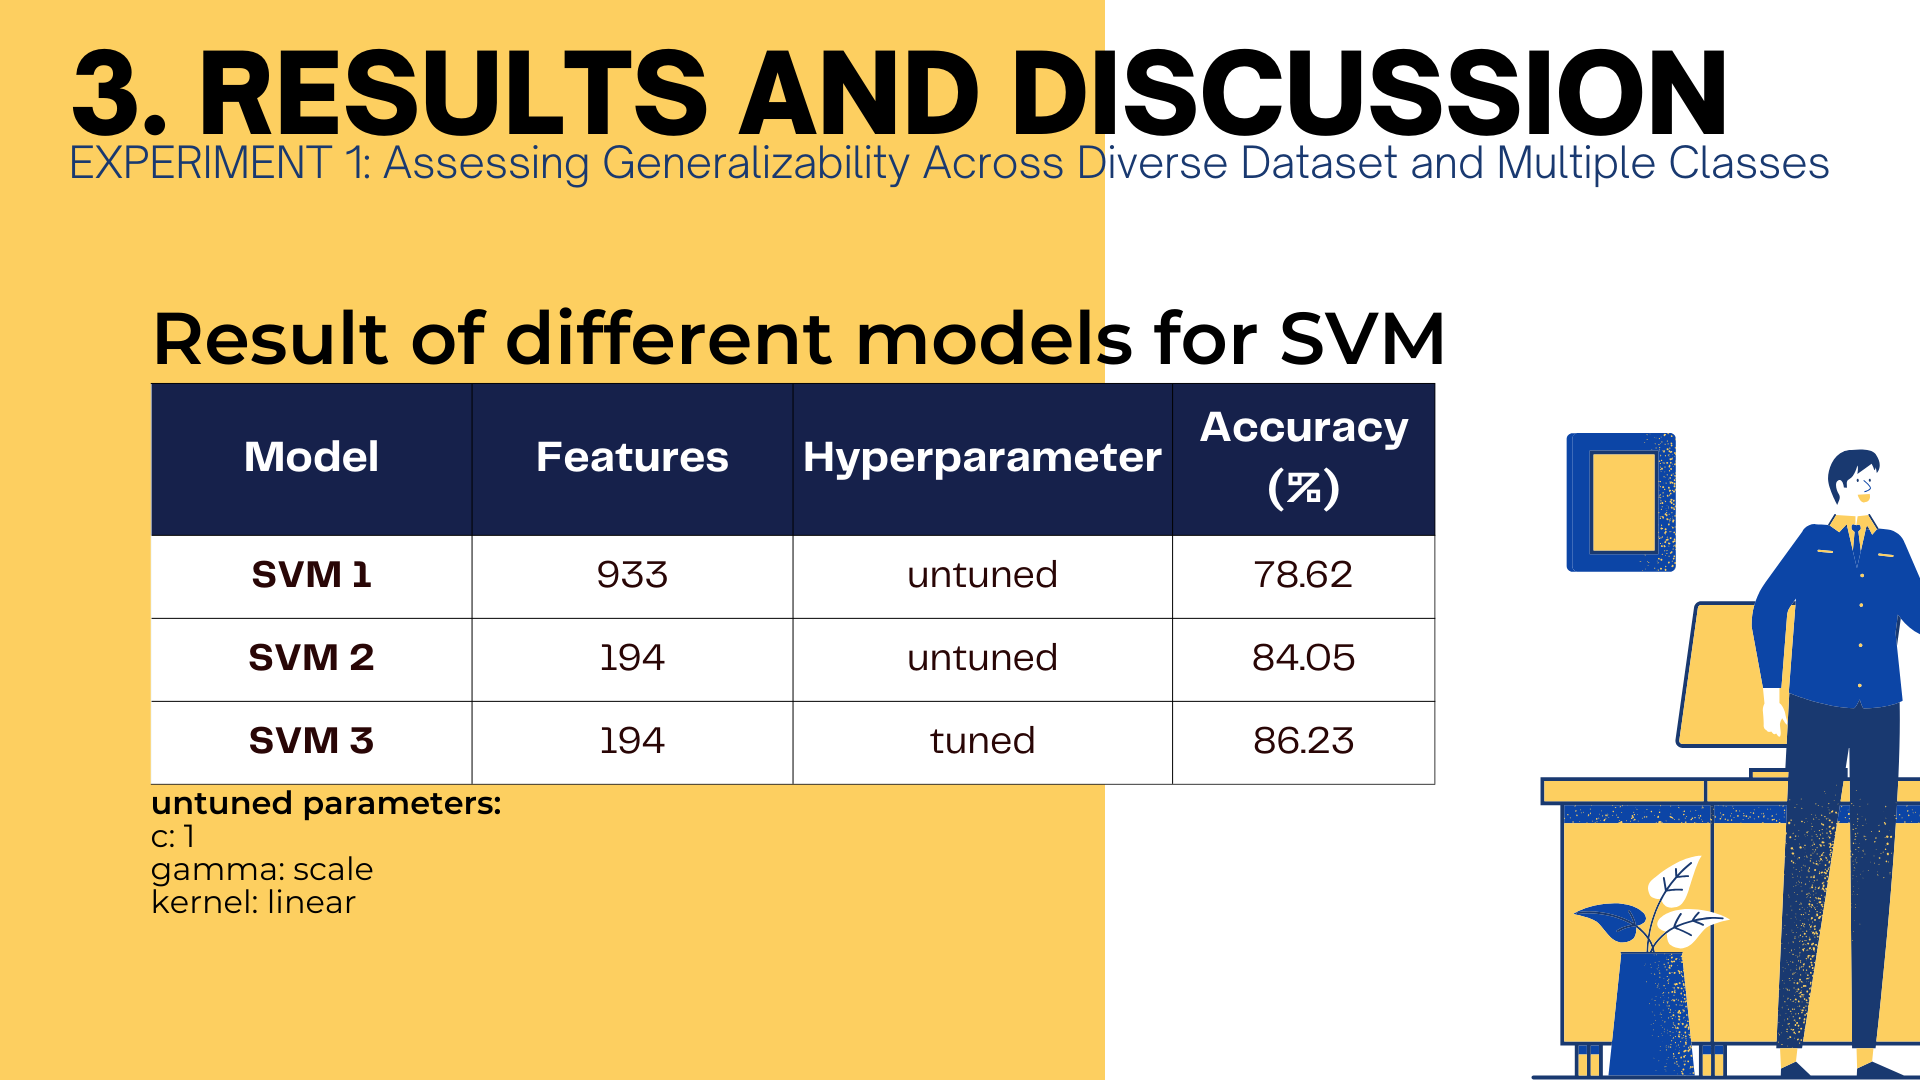 3. RESULTS AND DISCUSSION
EXPERIMENT 1: Assessing Generalizability Across Diverse Dataset and Multiple Classes
Result of different models for SVM
Model Features Hyperparameter Accuracy (%)
SVM 1 933 untuned 78.62
SVM 2 194 untuned 84.05
SVM 3 194 tuned 86.23
untuned parameters:
c: 1
gamma: scale
kernel: linear